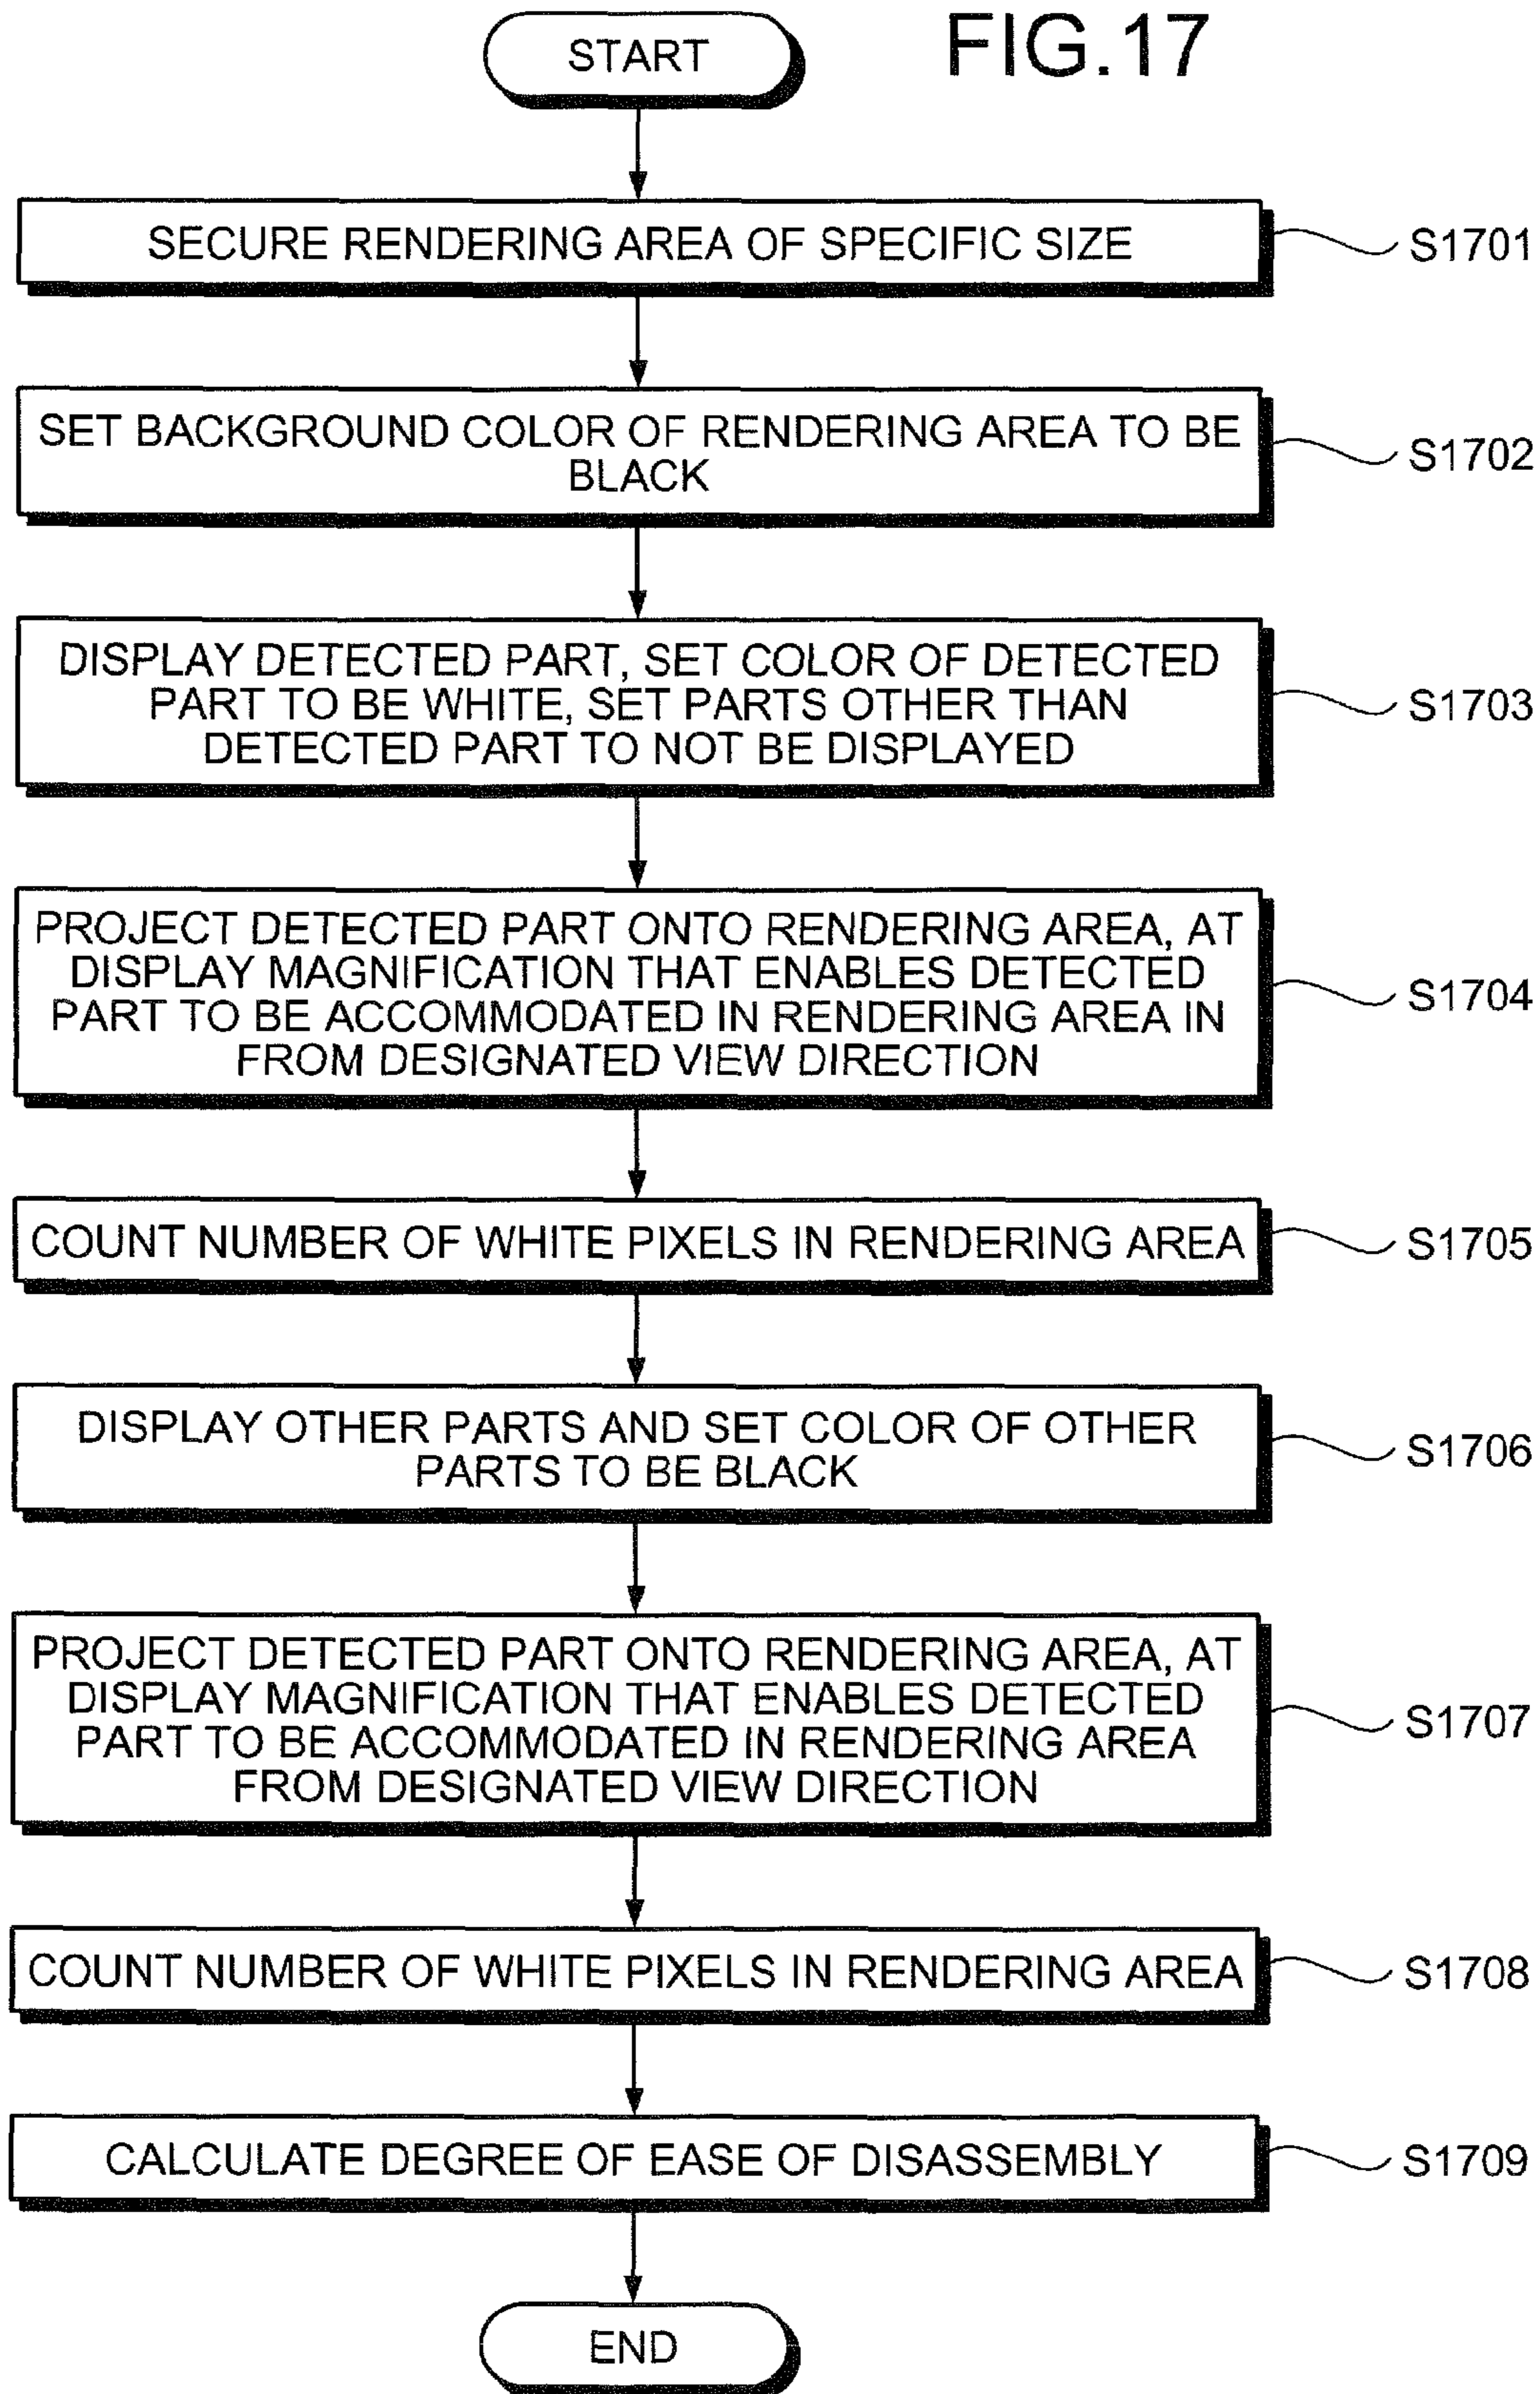 FIG.17
START
SECURE RENDERING AREA OF SPECIFIC SIZE
S1701
SET BACKGROUND COLOR OF RENDERING AREA TO BE
BLACK
S1702
DISPLAY DETECTED PART, SET COLOR OF DETECTED
PART TO BE WHITE, SET PARTS OTHER THAN
DETECTED PART TO NOT BE DISPLAYED
S1703
PROJECT DETECTED PART ONTO RENDERING AREA, AT
DISPLAY MAGNIFICATION THAT ENABLES DETECTED
PART TO BE ACCOMMODATED IN RENDERING AREA IN
FROM DESIGNATED VIEW DIRECTION
S1704
COUNT NUMBER OF WHITE PIXELS IN RENDERING AREA
S1705
DISPLAY OTHER PARTS AND SET COLOR OF OTHER
PARTS TO BE BLACK
S1706
PROJECT DETECTED PART ONTO RENDERING AREA, AT
DISPLAY MAGNIFICATION THAT ENABLES DETECTED
PART TO BE ACCOMMODATED IN RENDERING AREA
FROM DESIGNATED VIEW DIRECTION
S1707
COUNT NUMBER OF WHITE PIXELS IN RENDERING AREA
S1708
CALCULATE DEGREE OF EASE OF DISASSEMBLY
S1709
END